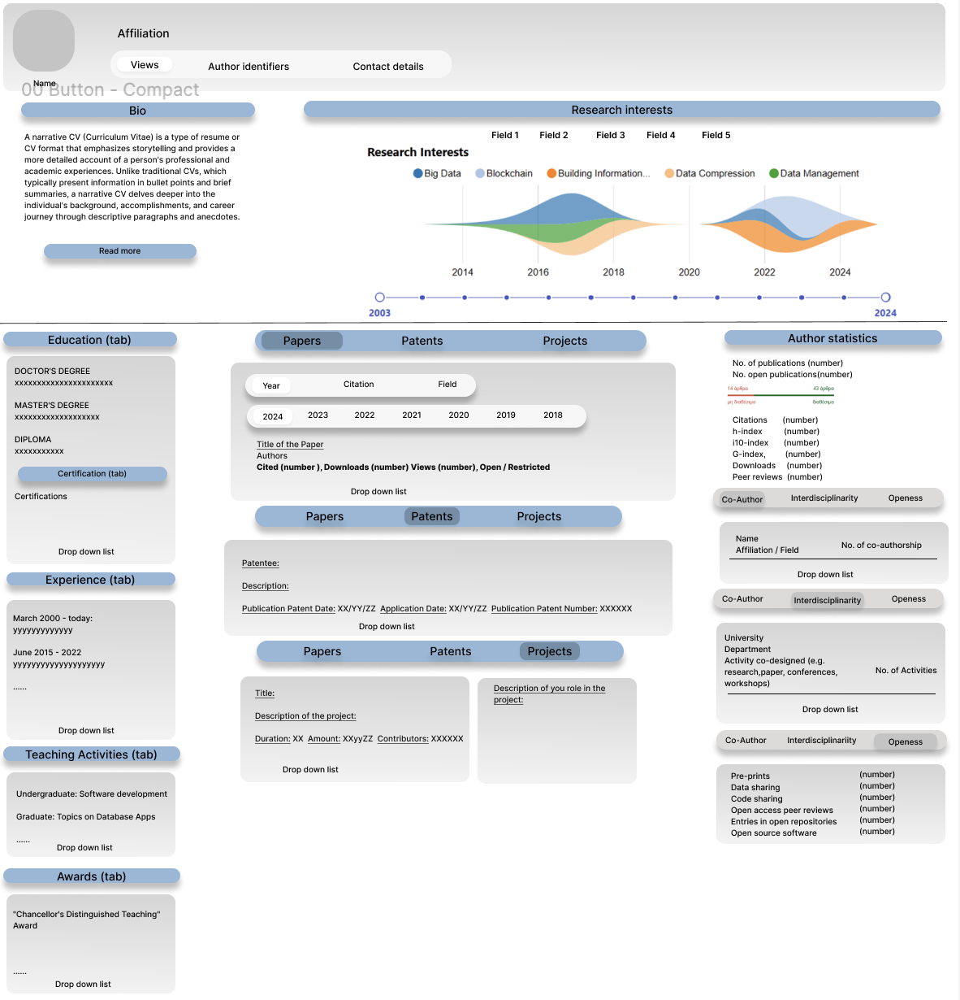 Affiliation
Views
Author identifiers
Contact details
Name
00 Button - Compact
Bio
A narrative CV (Curriculum Vitae) is a type of resume or
CV format that emphasizes storytelling and provides a
more detailed account of a person's professional and
academic experiences. Unlike traditional CVs, which
typically present information in bullet points and brief
summaries, a narrative CV delves deeper into the
individual's background, accomplishments, and career
journey through descriptive paragraphs and anecdotes.
Read more
Research interests
Field 1 Field 2 Field 3 Field 4 Field 5
Research Interests
Big Data Blockchain Building Information... Data Compression Data Management
2014 2016 2018 2020 2022 2024
2003 2024
Education (tab)
DOCTOR'S DEGREE
xxxxxxxxxxxxxxxxxxxxxx
MASTER'S DEGREE
xxxxxxxxxxxxxxxxxxx
DIPLOMA
xxxxxxxxxxx
Certification (tab)
Certifications
Drop down list
Experience (tab)
March 2000 - today:
yyyyyyyyyyyyy
June 2015 - 2022
yyyyyyyyyyyyyyyyyyyy
......
Drop down list
Teaching Activities (tab)
Undergraduate: Software development
Graduate: Topics on Database Apps
......
Drop down list
Awards (tab)
"Chancellor's Distinguished Teaching"
Award
......
Drop down list
Papers Patents Projects
Year Citation Field
2024 2023 2022 2021 2020 2019 2018
Title of the Paper
Authors
Cited (number ), Downloads (number) Views (number), Open / Restricted
Drop down list
Papers Patents Projects
Patentee:
Description:
Publication Patent Date: XX/YY/ZZ Application Date: XX/YY/ZZ Publication Patent Number: XXXXXX
Drop down list
Papers Patents Projects
Title:
Description of the project:
Duration: XX Amount: XXyyZZ Contributors: XXXXXX
Drop down list
Description of you role in the
project:
Author statistics
No. of publications (number)
No. open publications(number)
14 άρθρα 43 άρθρα
μη διαθέσιμα διαθέσιμα
Citations (number)
h-index (number)
i10-index (number)
G-index, (number)
Downloads (number)
Peer reviews (number)
Co-Author Interdisciplinarity Openess
Name
Affiliation / Field
No. of co-authorship
Drop down list
Co-Author Interdisciplinarity Openess
University
Department
Activity co-designed (e.g.
research,paper, conferences,
workshops)
No. of Activities
Drop down list
Co-Author Interdisciplinariity Openess
Pre-prints (number)
Data sharing (number)
Code sharing (number)
Open access peer reviews (number)
Entries in open repositories (number)
Open source software (number)